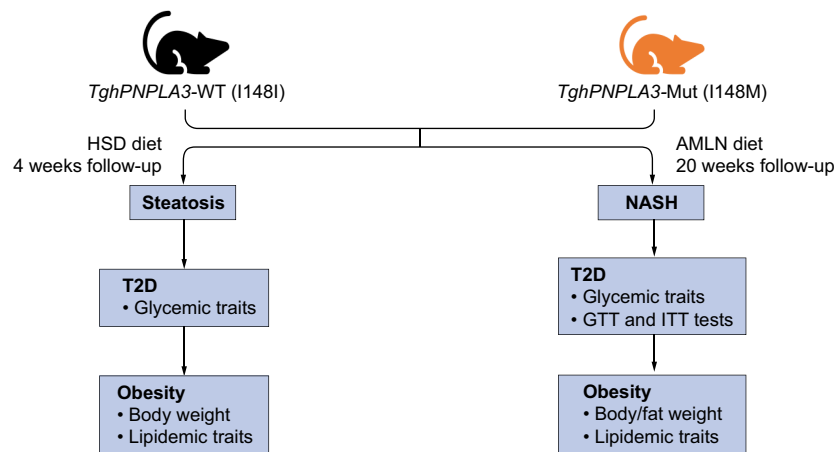 TghPNPLA3-WT (I148I)
TghPNPLA3-Mut (I148M)
HSD diet
4 weeks follow-up
AMLN diet
20 weeks follow-up
Steatosis
NASH
T2D
• Glycemic traits
T2D
• Glycemic traits
• GTT and ITT tests
Obesity
• Body weight
• Lipidemic traits
Obesity
• Body/fat weight
• Lipidemic traits